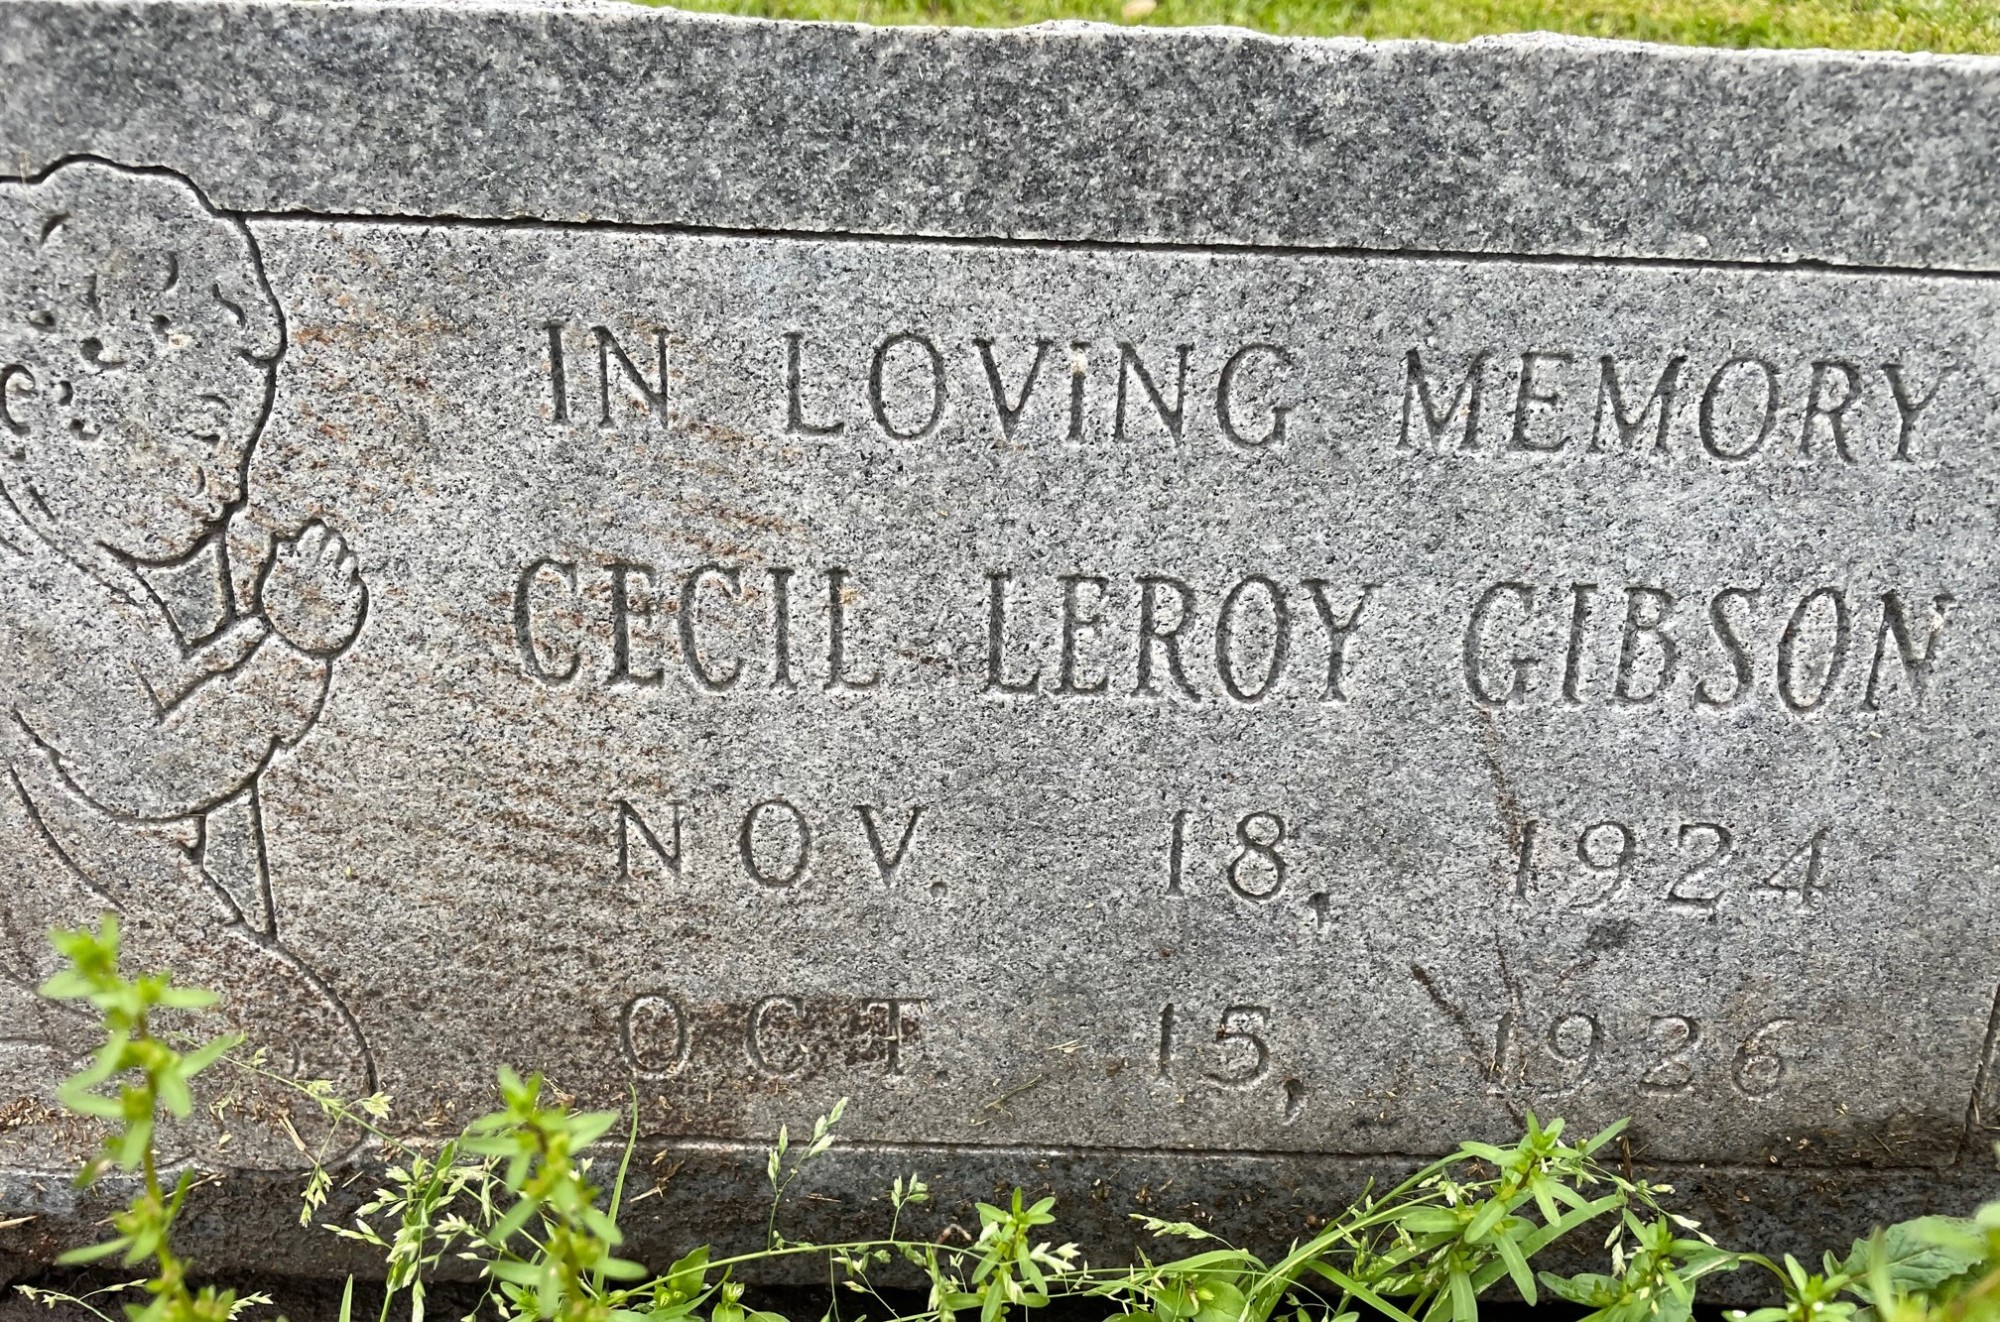 IN LOVING MEMORY
CECIL LEROY GIBSON
NOV. 18, 1924
OCT. 15, 1926